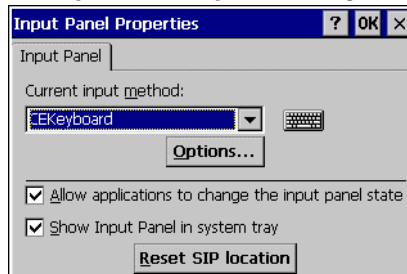 Input Panel Properties ? OK ×
Input Panel
Current input method:
CEKeyboard
Options...
Allow applications to change the input panel state
Show Input Panel in system tray
Reset SIP location